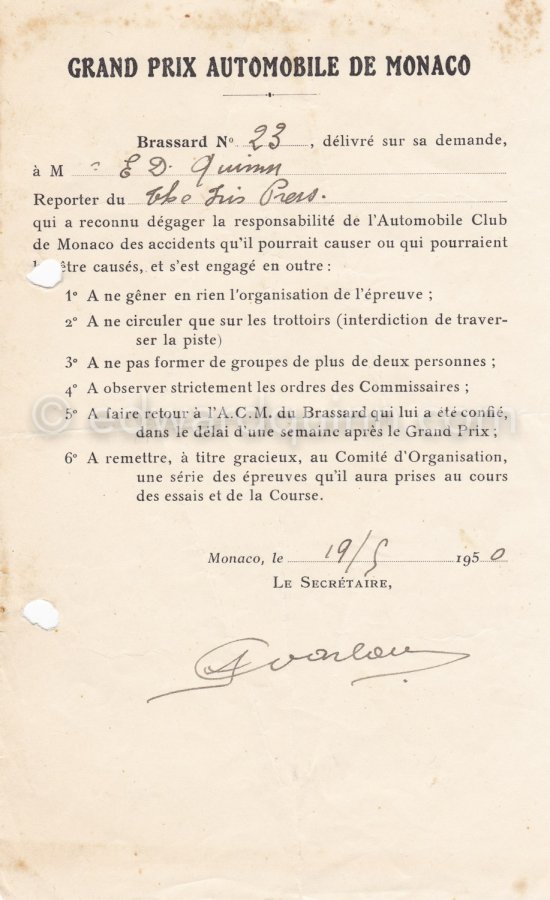 GRAND PRIX AUTOMOBILE DE MONACO
Brassard N° 23, délivré sur sa demande,
à M E D. Quinn
Reporter du The Iris Press.
qui a reconnu dégager la responsabilité de l'Automobile Club
de Monaco des accidents qu'il pourrait causer ou qui pourraient
être causés, et s'est engagé en outre :
1° A ne gêner en rien l'organisation de l'épreuve ;
2° A ne circuler que sur les trottoirs (interdiction de traver-
ser la piste)
3° A ne pas former de groupes de plus de deux personnes ;
4° A observer strictement les ordres des Commissaires ;
5° A faire retour à l'A.C.M. du Brassard qui lui a été confié,
dans le délai d'une semaine après le Grand Prix ;
© edwardquinn.com
6° A remettre, à titre gracieux, au Comité d'Organisation,
une série des épreuves qu'il aura prises au cours
des essais et de la Course.
Monaco, le 19/5 1950
LE SECRÉTAIRE,